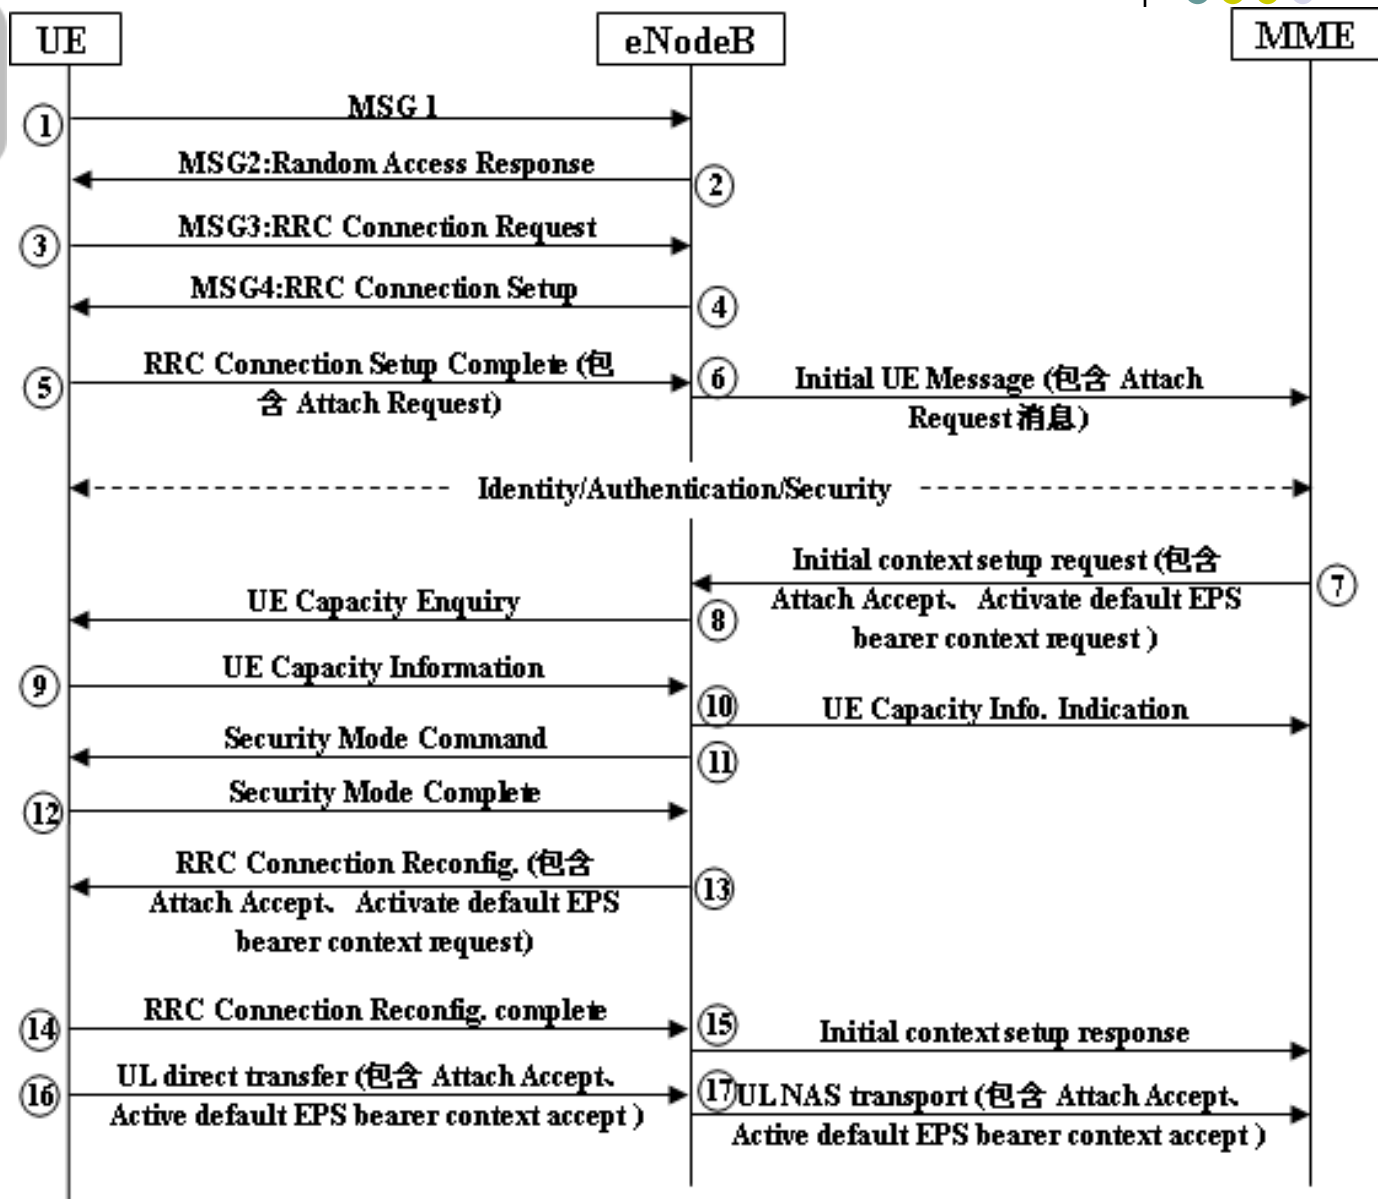 UE
eNodeB
MME
① MSG 1
MSG2:Random Access Response ②
③ MSG3:RRC Connection Request
MSG4:RRC Connection Setup ④
⑤ RRC Connection Setup Complete (包
含 Attach Request)
⑥ Initial UE Message (包含 Attach
Request 消息)
Identity/Authentication/Security
Initial context setup request (包含 ⑦
Attach Accept、 Activate default EPS
bearer context request )
UE Capacity Enquiry ⑧
⑨ UE Capacity Information
⑩ UE Capacity Info. Indication
Security Mode Command ⑪
⑫ Security Mode Complete
RRC Connection Reconfig. (包含 ⑬
Attach Accept、 Activate default EPS
bearer context request)
⑭ RRC Connection Reconfig. complete
⑮ Initial context setup response
⑯ UL direct transfer (包含 Attach Accept、
Active default EPS bearer context accept )
⑰ UL NAS transport (包含 Attach Accept、
Active default EPS bearer context accept )